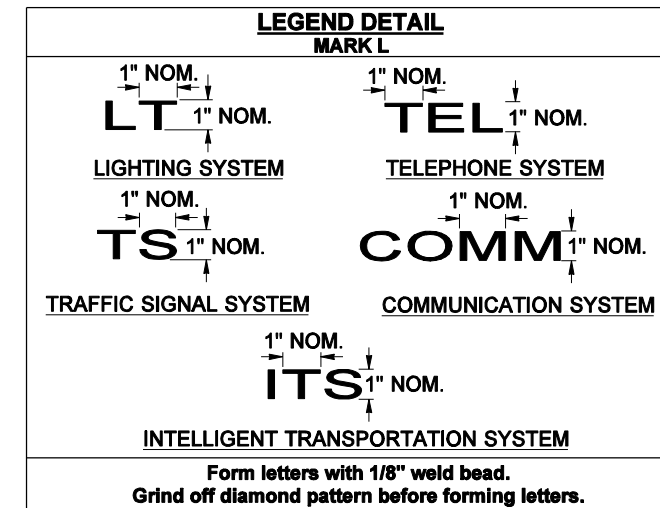 LEGEND DETAIL
MARK L
1" NOM.
LT 1" NOM.
LIGHTING SYSTEM
1" NOM.
TEL 1" NOM.
TELEPHONE SYSTEM
1" NOM.
TS 1" NOM.
TRAFFIC SIGNAL SYSTEM
1" NOM.
COMM 1" NOM.
COMMUNICATION SYSTEM
1" NOM.
ITS 1" NOM.
INTELLIGENT TRANSPORTATION SYSTEM
Form letters with 1/8" weld bead.
Grind off diamond pattern before forming letters.